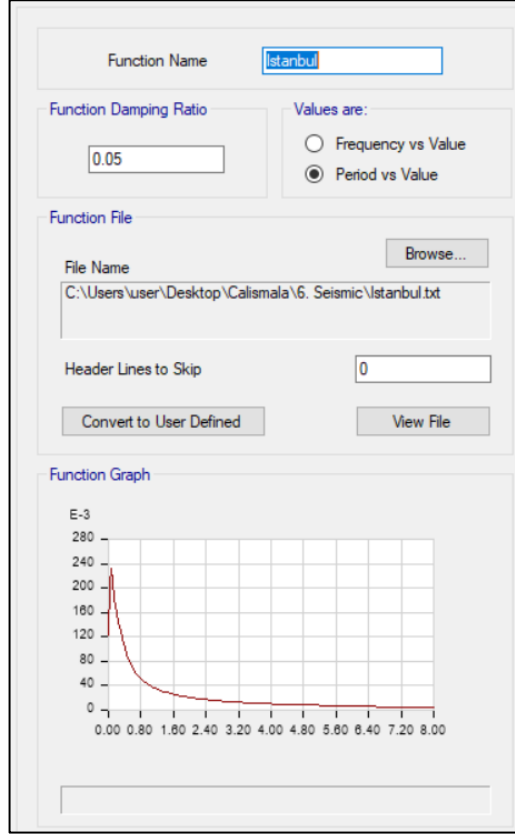 Function Name Istanbul
Function Damping Ratio
0.05
Values are:
Frequency vs Value
Period vs Value
Function File
Browse...
File Name
C:\Users\user\Desktop\Calismala\6. Seismic\Istanbul.txt
Header Lines to Skip 0
Convert to User Defined View File
Function Graph
E-3
280
240
200
160
120
80
40
0
0.00 0.80 1.60 2.40 3.20 4.00 4.80 5.60 6.40 7.20 8.00